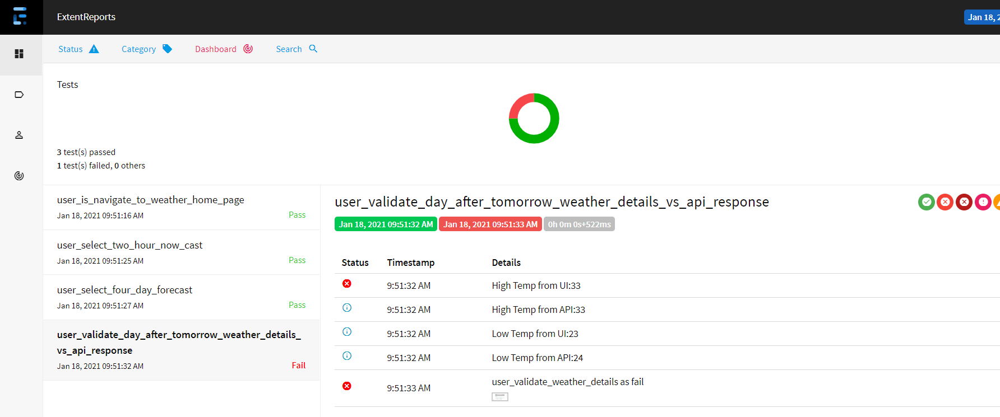 ExtentReports
Jan 18, 2
Status
Category
Dashboard
Search
Tests
3 test(s) passed
1 test(s) failed, 0 others
user_is_navigate_to_weather_home_page
Jan 18, 2021 09:51:16 AM
Pass
user_select_two_hour_now_cast
Jan 18, 2021 09:51:25 AM
Pass
user_select_four_day_forecast
Jan 18, 2021 09:51:27 AM
Pass
user_validate_day_after_tomorrow_weather_details_
vs_api_response
Jan 18, 2021 09:51:32 AM
Fail
user_validate_day_after_tomorrow_weather_details_vs_api_response
Jan 18, 2021 09:51:32 AM Jan 18, 2021 09:51:33 AM 0h 0m 0s+522ms
Status Timestamp Details
9:51:32 AM High Temp from UI:33
9:51:32 AM High Temp from API:33
9:51:32 AM Low Temp from UI:23
9:51:32 AM Low Temp from API:24
9:51:33 AM user_validate_weather_details as fail